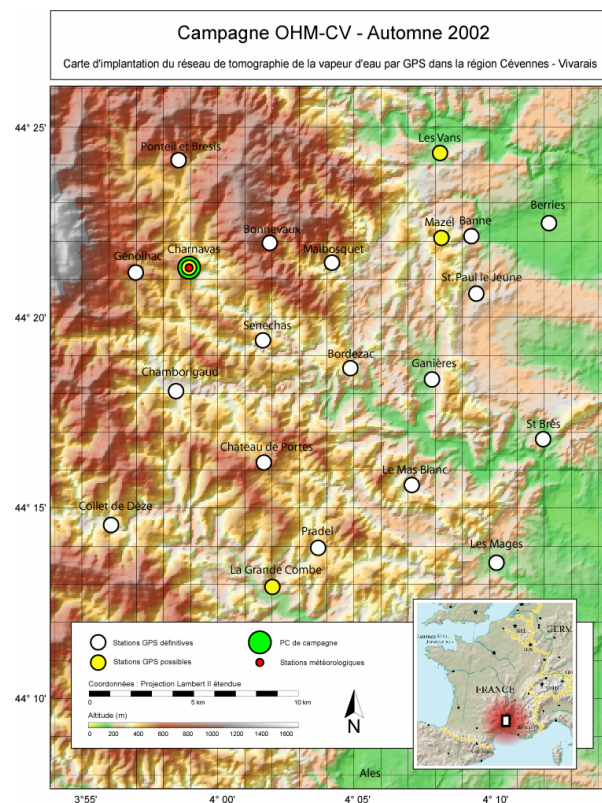 Campagne OHM-CV - Automne 2002
Carte d'implantation du réseau de tomographie de la vapeur d'eau par GPS dans la région Cévennes - Vivarais
44° 25'
44° 20'
44° 15'
44° 10'
Les Vans
Ponteil et Bresis
Berries
Mazel
Banne
Bonnevaux
Charnavas
Malbosquet
Génolhac
St. Paul le Jeune
Senechas
Bordezac
Ganières
Chamborigaud
St Brès
Château de Portes
Le Mas Blanc
Collet de Dèze
Pradel
Les Mages
La Grande Combe
Stations GPS définitives
PC de campagne
Stations GPS possibles
Stations météorologiques
Coordonnées : Projection Lambert II étendue
5 km
10 km
Altitude (m)
0
200
400
600
800
1000
1200
1400
1600
N
FRANCE
BEL.
GERM
Ales
3°55'
4° 00'
4° 05'
4° 10'